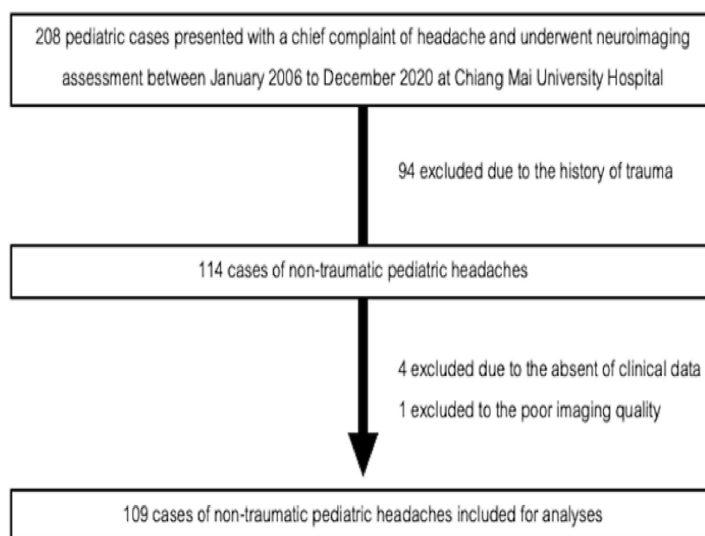 208 pediatric cases presented with a chief complaint of headache and underwent neuroimaging
assessment between January 2006 to December 2020 at Chiang Mai University Hospital
94 excluded due to the history of trauma
114 cases of non-traumatic pediatric headaches
4 excluded due to the absent of clinical data
1 excluded to the poor imaging quality
109 cases of non-traumatic pediatric headaches included for analyses